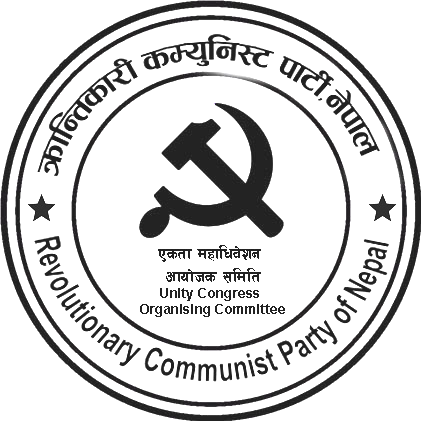 क्रान्तिकारी कम्युनिस्ट पार्टी, नेपाल
एकता महाधिवेशन
आयोजक समिति
Unity Congress
Organising Committee
Revolutionary Communist Party of Nepal